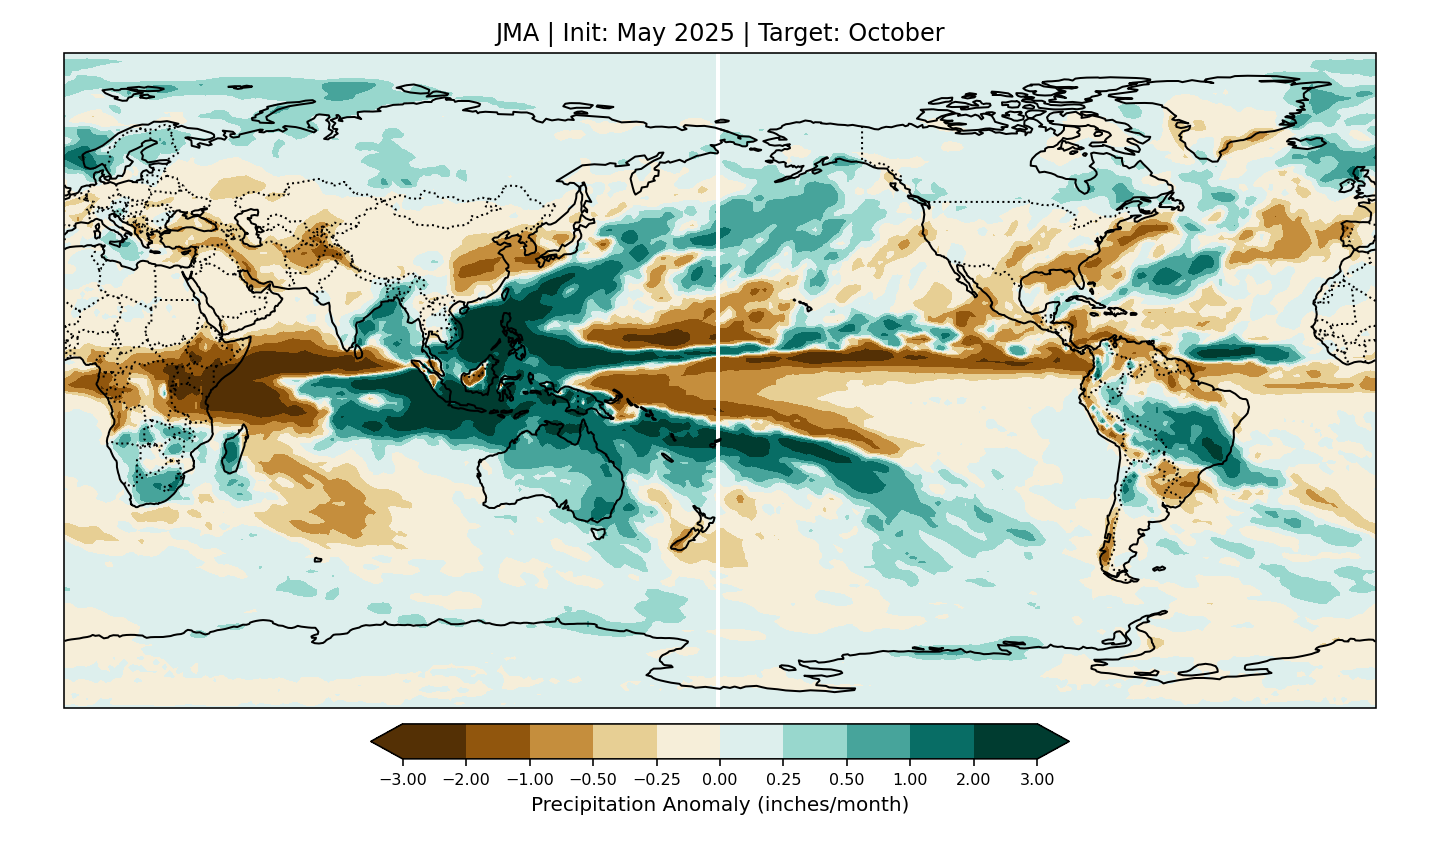 JMA | Init: May 2025 | Target: October
−3.00 −2.00 −1.00 −0.50 −0.25 0.00 0.25 0.50 1.00 2.00 3.00
Precipitation Anomaly (inches/month)